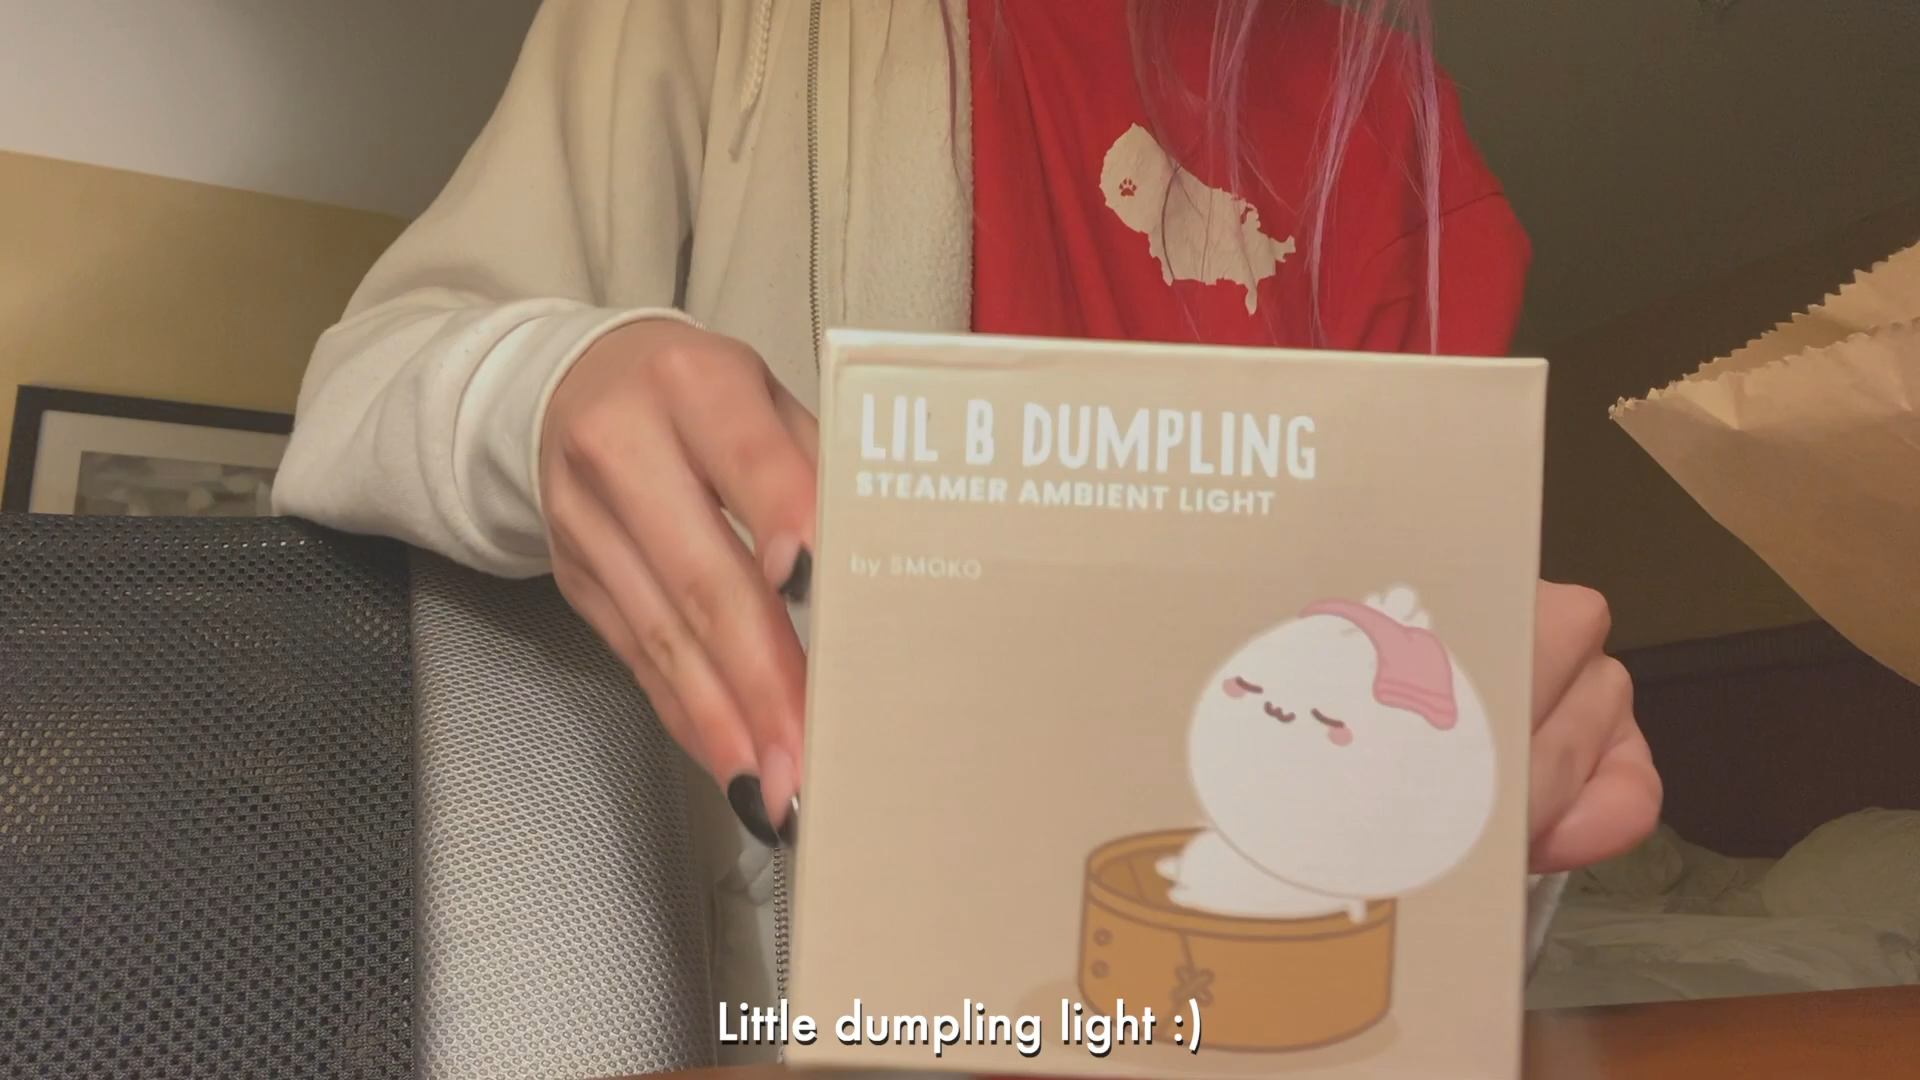 LIL B DUMPLING
STEAMER AMBIENT LIGHT
by SMOKO
Little dumpling light :)